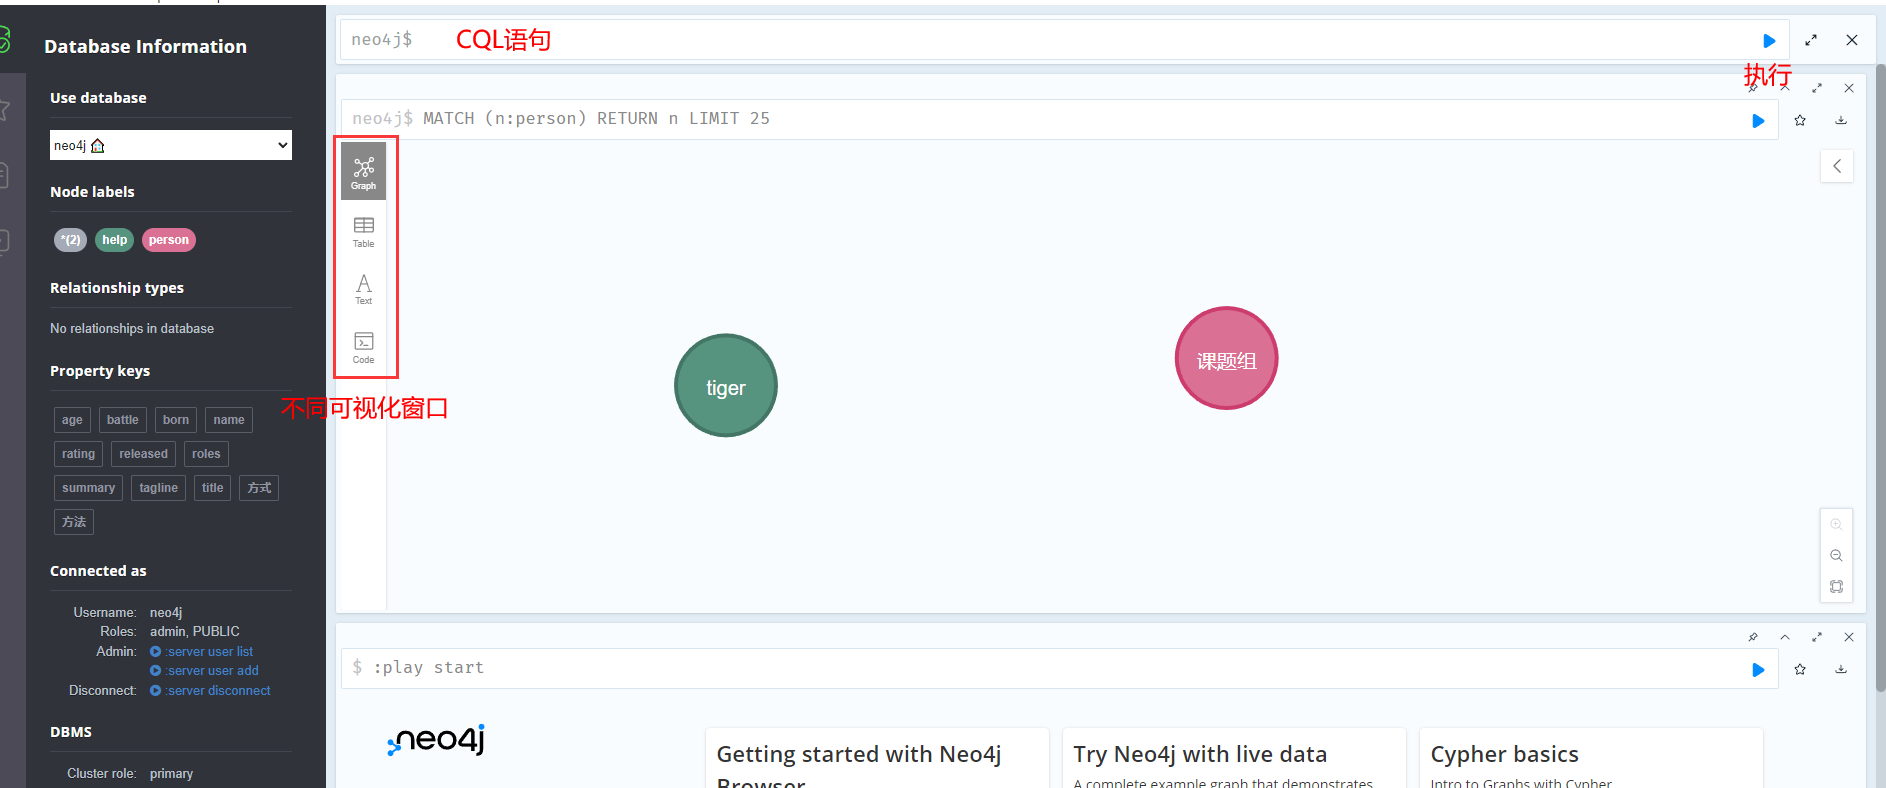 Database Information
Use database
neo4j
Node labels
*(2) help person
Relationship types
No relationships in database
Property keys
age battle born name
rating released roles
summary tagline title 方式
方法
Connected as
Username: neo4j
Roles: admin, PUBLIC
Admin: :server user list
:server user add
Disconnect: :server disconnect
DBMS
Cluster role: primary
neo4j$ CQL语句
执行
neo4j$ MATCH (n:person) RETURN n LIMIT 25
Graph
Table
Text
Code
不同可视化窗口
tiger
课题组
$ :play start
neo4j
Getting started with Neo4j
Browser
Try Neo4j with live data
A complete example graph that demonstrates
Cypher basics
Intro to Graphs with Cypher